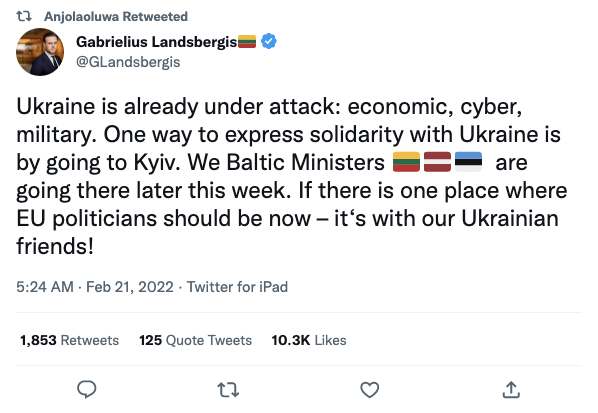 Anjolaoluwa Retweeted
Gabrielius Landsbergis🇱🇹
@GLandsbergis
Ukraine is already under attack: economic, cyber,
military. One way to express solidarity with Ukraine is
by going to Kyiv. We Baltic Ministers 🇱🇹🇱🇻🇪🇪 are
going there later this week. If there is one place where
EU politicians should be now – it‘s with our Ukrainian
friends!
5:24 AM · Feb 21, 2022 · Twitter for iPad
1,853 Retweets 125 Quote Tweets 10.3K Likes